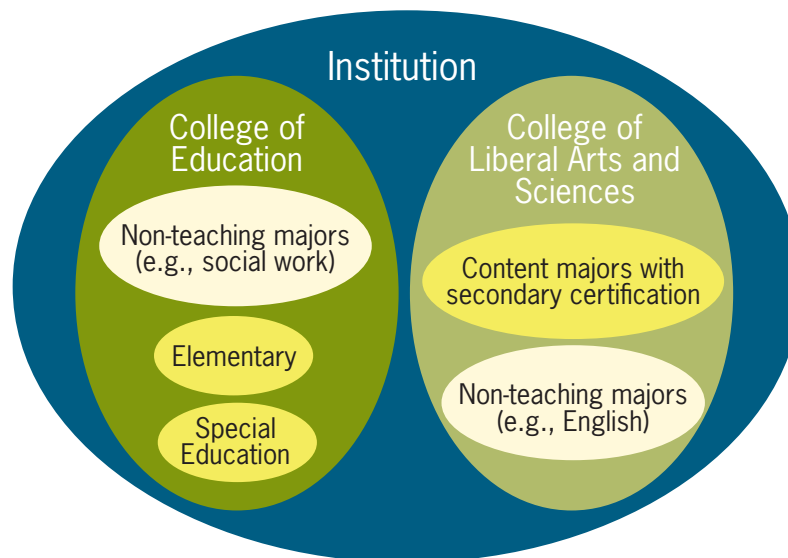 Institution
College of
Education
Non-teaching majors
(e.g., social work)
Elementary
Special
Education
College of
Liberal Arts and
Sciences
Content majors with
secondary certification
Non-teaching majors
(e.g., English)